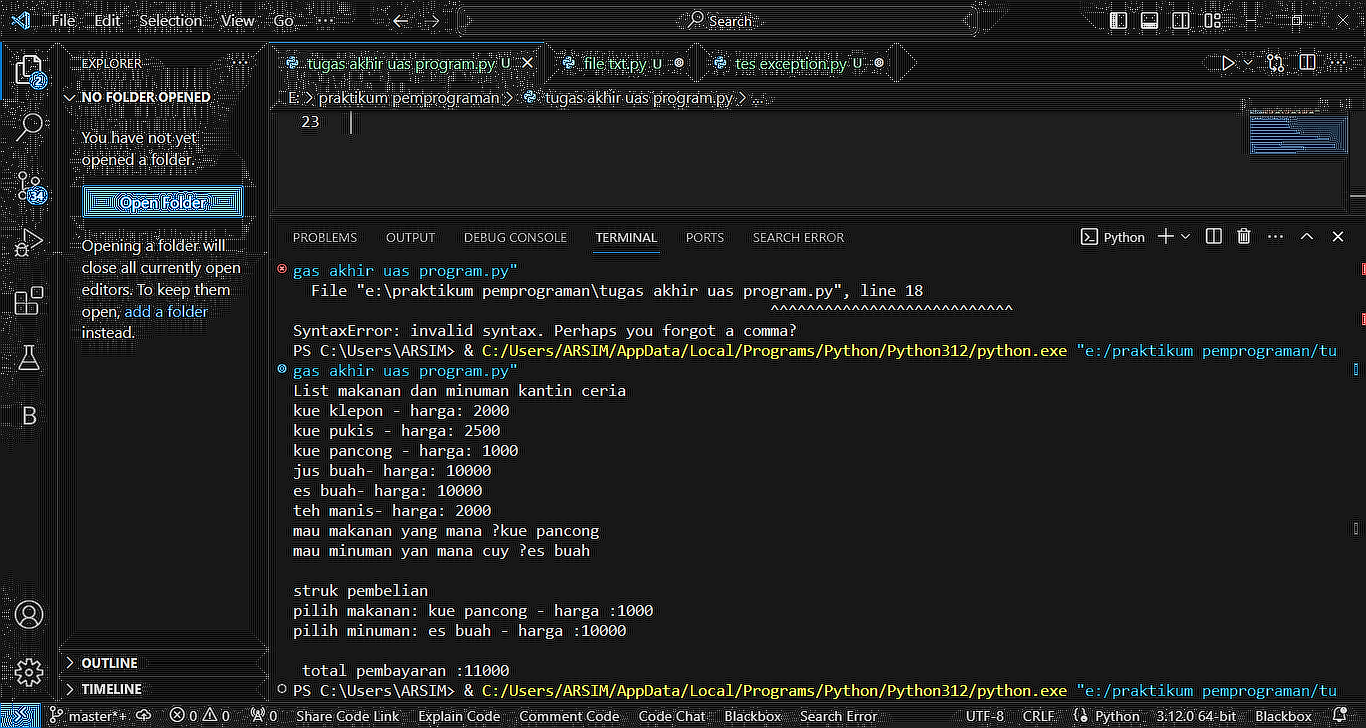 File Edit Selection View Go ... Search
EXPLORER ...
tugas akhir uas program.py U
file txt.py U
tes exception.py U
NO FOLDER OPENED
E: > praktikum pemprograman > tugas akhir uas program.py > ...
23
You have not yet
opened a folder.
Open Folder
Opening a folder will
close all currently open
editors. To keep them
open, add a folder
instead.
2
34
B
OUTLINE
TIMELINE
PROBLEMS OUTPUT DEBUG CONSOLE TERMINAL PORTS SEARCH ERROR Python
gas akhir uas program.py"
File "e:\praktikum pemprograman\tugas akhir uas program.py", line 18
^^^^^^^^^^^^^^^^^^^^^^^^^^^
SyntaxError: invalid syntax. Perhaps you forgot a comma?
PS C:\Users\ARSIM> & C:/Users/ARSIM/AppData/Local/Programs/Python/Python312/python.exe "e:/praktikum pemprograman/tu
gas akhir uas program.py"
List makanan dan minuman kantin ceria
kue klepon - harga: 2000
kue pukis - harga: 2500
kue pancong - harga: 1000
jus buah- harga: 10000
es buah- harga: 10000
teh manis- harga: 2000
mau makanan yang mana ?kue pancong
mau minuman yan mana cuy ?es buah
struk pembelian
pilih makanan: kue pancong - harga :1000
pilih minuman: es buah - harga :10000
total pembayaran :11000
PS C:\Users\ARSIM> & C:/Users/ARSIM/AppData/Local/Programs/Python/Python312/python.exe "e:/praktikum pemprograman/tu
master*+ 0 0 0 Share Code Link Explain Code Comment Code Code Chat Blackbox Search Error UTF-8 CRLF Python 3.12.0 64-bit Blackbox